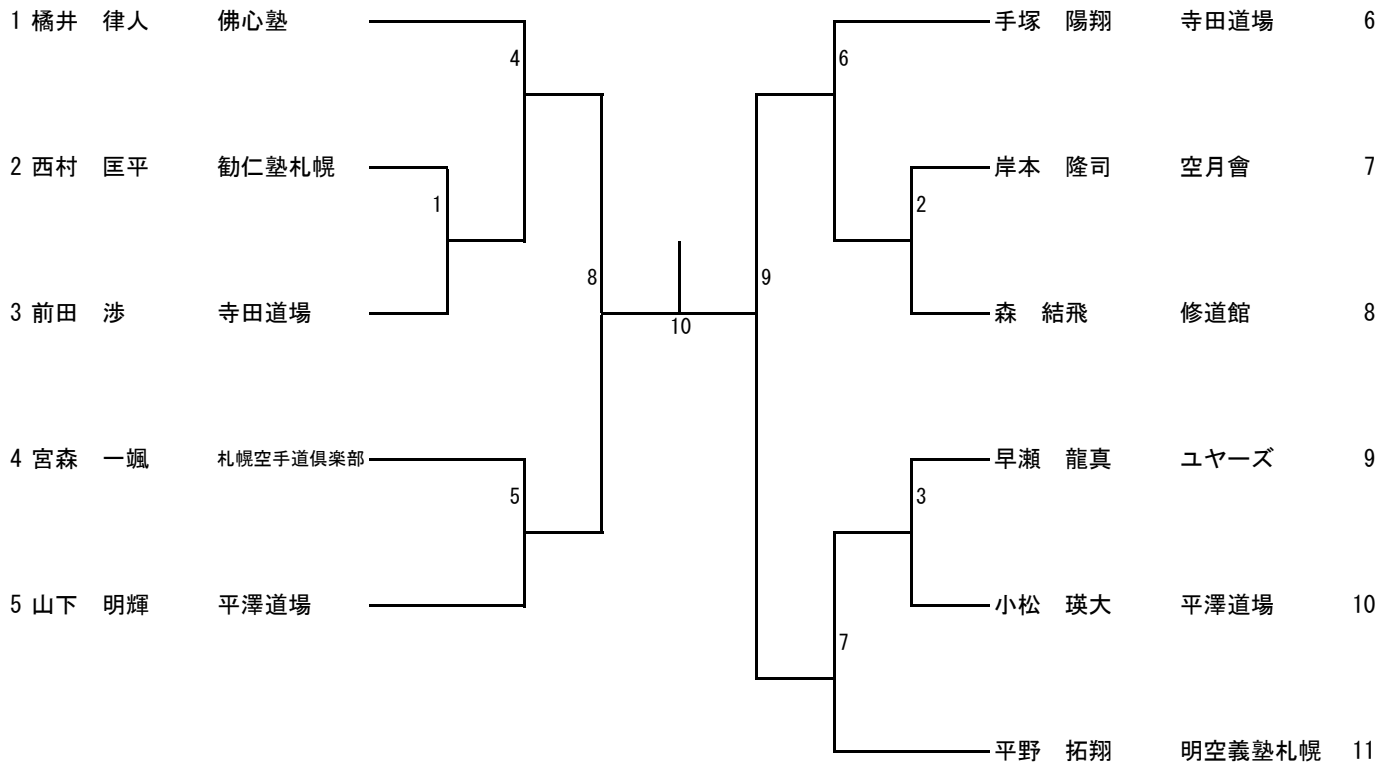 1 橘井 律人 佛心塾
4
2 西村 匡平 勧仁塾札幌
1
3 前田 渉 寺田道場
8
4 宮森 一颯 札幌空手道倶楽部
5
5 山下 明輝 平澤道場
10
手塚 陽翔 寺田道場 6
6
岸本 隆司 空月會 7
2
9
森 結飛 修道館 8
早瀬 龍真 ユヤーズ 9
3
小松 瑛大 平澤道場 10
7
平野 拓翔 明空義塾札幌 11